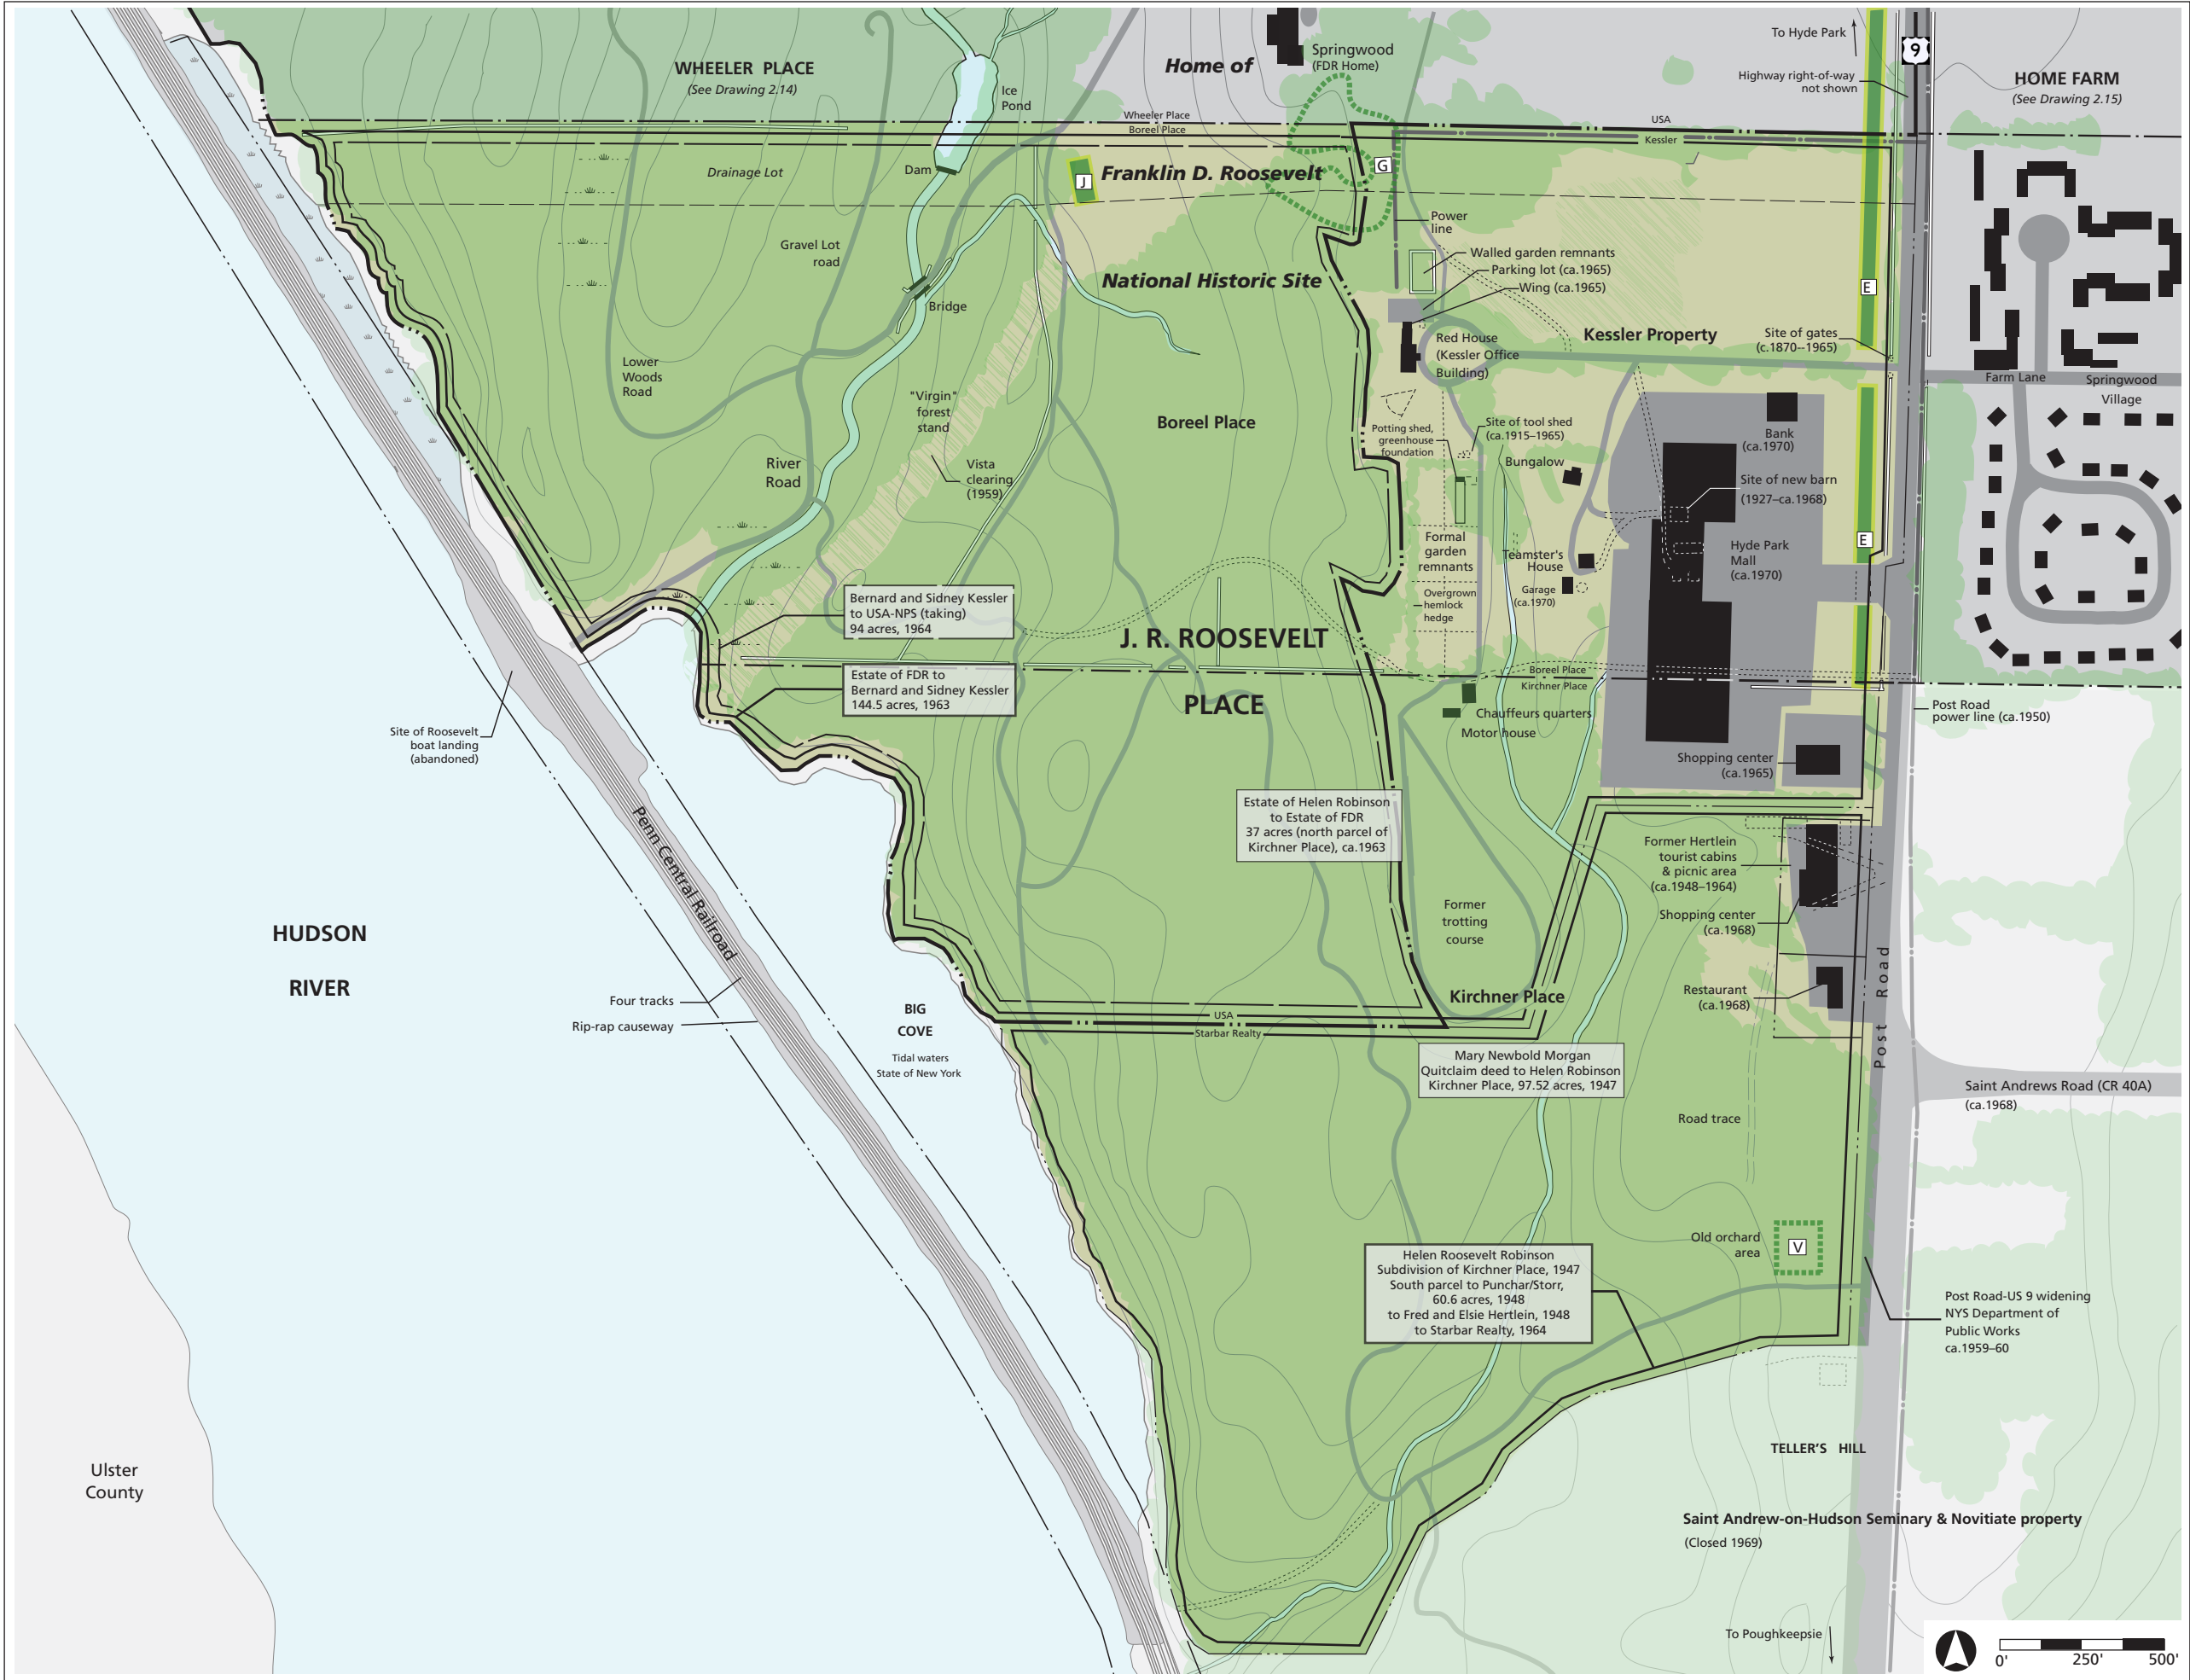 To Hyde Park
9
Springwood
(FDR Home)
Home of
WHEELER PLACE
(See Drawing 2.14)
Highway right-of-way
not shown
HOME FARM
(See Drawing 2.15)
Ice
Pond
Wheeler Place
Boreel Place
USA
Kessler
Drainage Lot
Dam
J
Franklin D. Roosevelt
G
Power
line
Gravel Lot
road
Walled garden remnants
Parking lot (ca.1965)
Wing (ca.1965)
National Historic Site
E
Bridge
Kessler Property
Site of gates
(c.1870--1965)
Red House
(Kessler Office
Building)
Lower
Woods
Road
Farm Lane
Springwood
Village
"Virgin"
forest
stand
Boreel Place
Potting shed,
greenhouse
foundation
Site of tool shed
(ca.1915–1965)
Bank
(ca.1970)
River
Road
Vista
clearing
(1959)
Bungalow
Site of new barn
(1927–ca.1968)
Formal
garden
remnants
Teamster's
House
E
Hyde Park
Mall
(ca.1970)
Garage
(ca.1970)
Overgrown
hemlock
hedge
Bernard and Sidney Kessler
to USA-NPS (taking)
94 acres, 1964
J. R. ROOSEVELT
PLACE
Boreel Place
Kirchner Place
Estate of FDR to
Bernard and Sidney Kessler
144.5 acres, 1963
Chauffeurs quarters
Motor house
Post Road
power line (ca.1950)
Site of Roosevelt
boat landing
(abandoned)
Shopping center
(ca.1965)
Penn Central Railroad
Estate of Helen Robinson
to Estate of FDR
37 acres (north parcel of
Kirchner Place), ca.1963
Former Hertlein
tourist cabins
& picnic area
(ca.1948–1964)
Former
trotting
course
Shopping center
(ca.1968)
HUDSON
RIVER
Four tracks
Rip-rap causeway
BIG
COVE
Tidal waters
State of New York
Kirchner Place
Restaurant
(ca.1968)
Post Road
USA
Starbar Realty
Mary Newbold Morgan
Quitclaim deed to Helen Robinson
Kirchner Place, 97.52 acres, 1947
Saint Andrews Road (CR 40A)
(ca.1968)
Road trace
Old orchard
area
V
Helen Roosevelt Robinson
Subdivision of Kirchner Place, 1947
South parcel to Punchar/Storr,
60.6 acres, 1948
to Fred and Elsie Hertlein, 1948
to Starbar Realty, 1964
Post Road-US 9 widening
NYS Department of
Public Works
ca.1959–60
TELLER'S HILL
Ulster
County
Saint Andrew-on-Hudson Seminary & Novitiate property
(Closed 1969)
To Poughkeepsie
0'
250'
500'